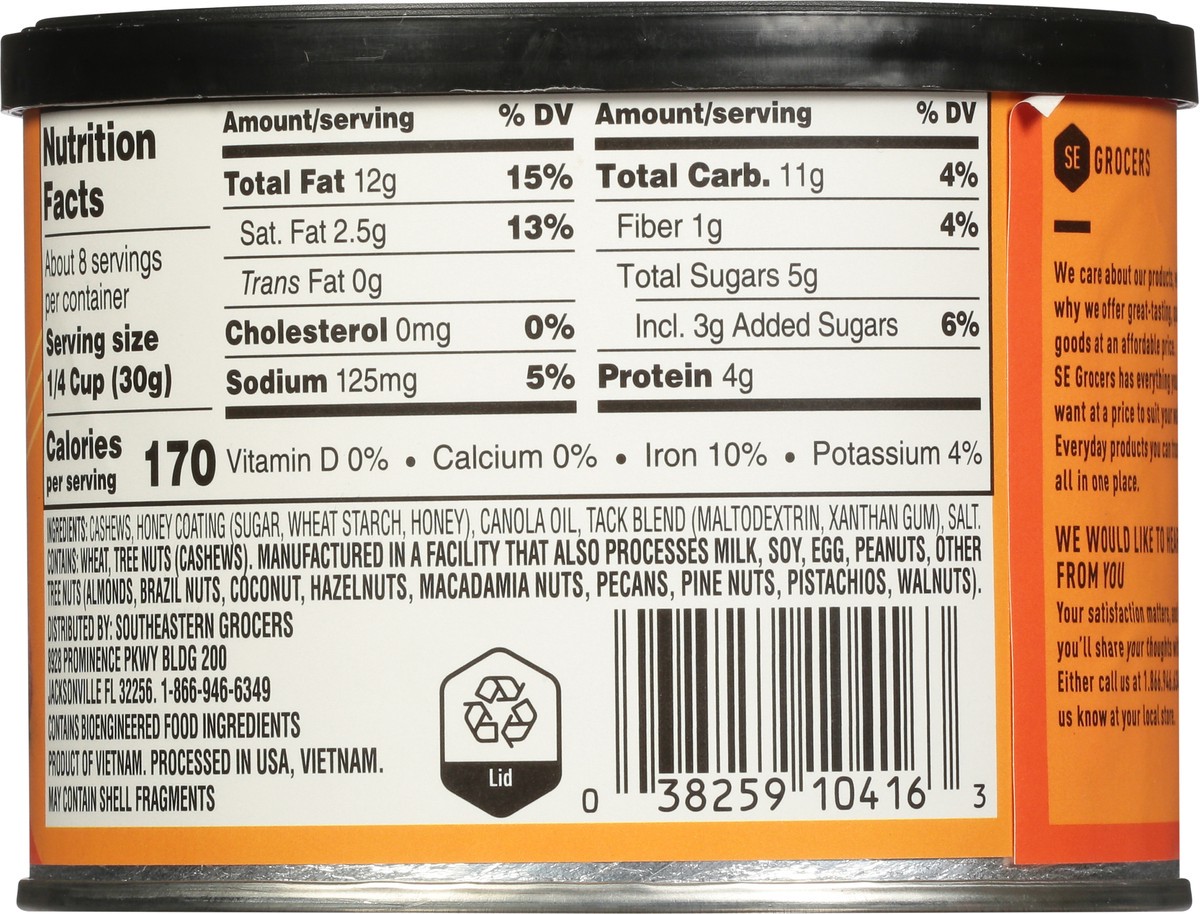 Nutrition
Facts
About 8 servings
per container
Serving size
1/4 Cup (30g)
Calories
per serving
170
Amount/serving % DV
Total Fat 12g 15%
Sat. Fat 2.5g 13%
Trans Fat 0g
Cholesterol 0mg 0%
Sodium 125mg 5%
Amount/serving % DV
Total Carb. 11g 4%
Fiber 1g 4%
Total Sugars 5g
Incl. 3g Added Sugars 6%
Protein 4g
Vitamin D 0% • Calcium 0% • Iron 10% • Potassium 4%
INGREDIENTS: CASHEWS, HONEY COATING (SUGAR, WHEAT STARCH, HONEY), CANOLA OIL, TACK BLEND (MALTODEXTRIN, XANTHAN GUM), SALT.
CONTAINS: WHEAT, TREE NUTS (CASHEWS). MANUFACTURED IN A FACILITY THAT ALSO PROCESSES MILK, SOY, EGG, PEANUTS, OTHER
TREE NUTS (ALMONDS, BRAZIL NUTS, COCONUT, HAZELNUTS, MACADAMIA NUTS, PECANS, PINE NUTS, PISTACHIOS, WALNUTS).
DISTRIBUTED BY: SOUTHEASTERN GROCERS
8928 PROMINENCE PKWY BLDG 200
JACKSONVILLE FL 32256. 1-866-946-6349
CONTAINS BIOENGINEERED FOOD INGREDIENTS
PRODUCT OF VIETNAM. PROCESSED IN USA, VIETNAM.
MAY CONTAIN SHELL FRAGMENTS
Lid
0 38259 10416 3
SE GROCERS
We care about our products,
why we offer great-tasting,
goods at an affordable price.
SE Grocers has everything
want at a price to suit your
Everyday products you can
all in one place.
WE WOULD LIKE TO
FROM YOU
Your satisfaction matters,
you'll share your thoughts
Either call us at 1.866.946
us know at your local store.